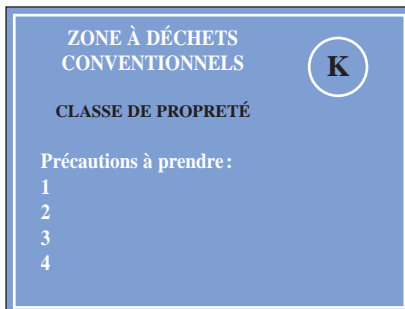 ZONE À DÉCHETS
CONVENTIONNELS
K
CLASSE DE PROPRETÉ
Précautions à prendre :
1
2
3
4